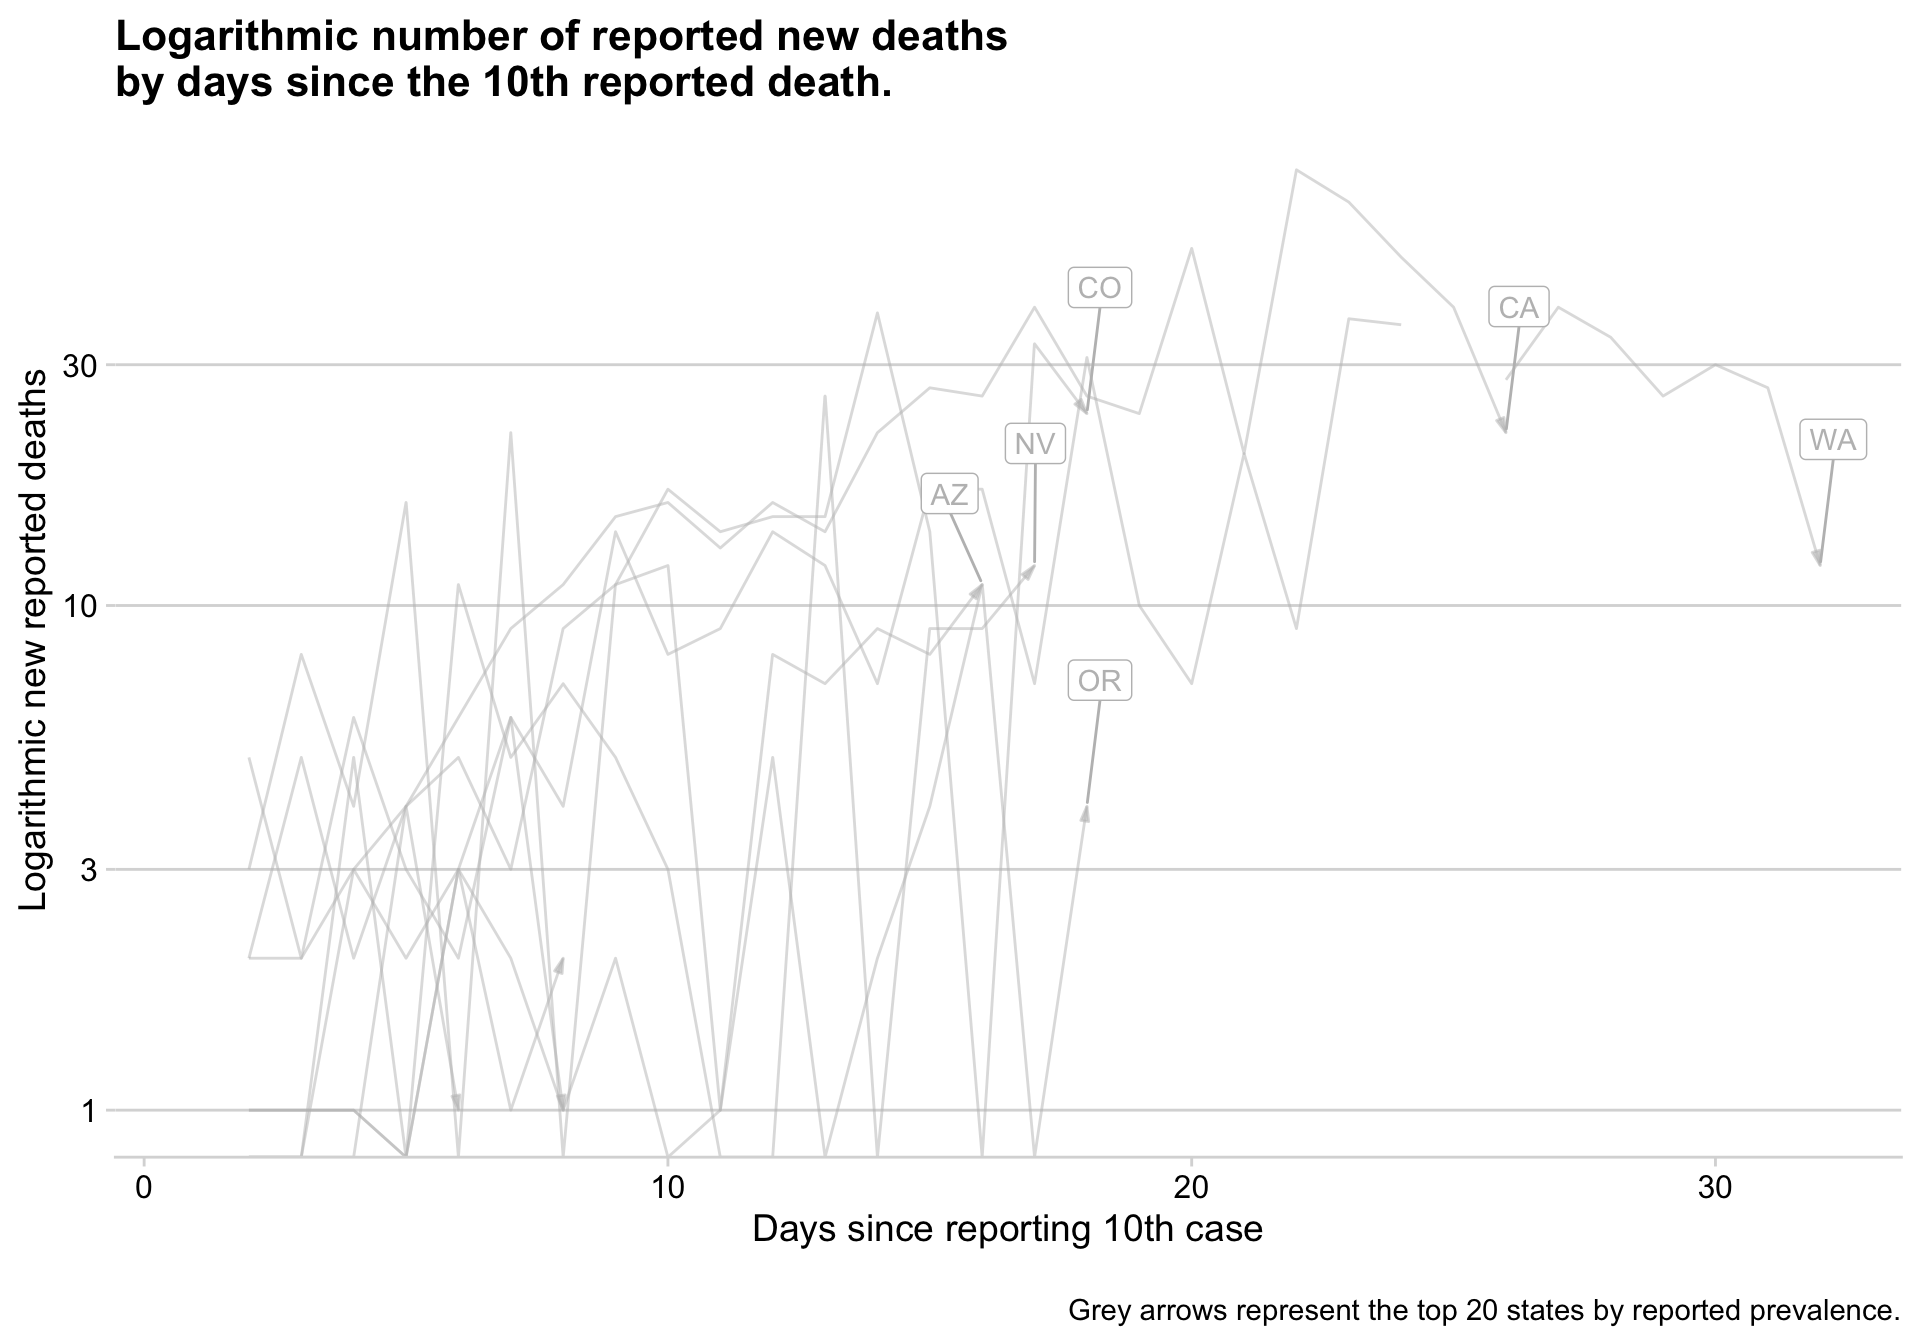 Logarithmic number of reported new deaths
by days since the 10th reported death.
Logarithmic new reported deaths
30
10
3
1
CO
CA
NV
WA
AZ
OR
0
10
20
30
Days since reporting 10th case
Grey arrows represent the top 20 states by reported prevalence.